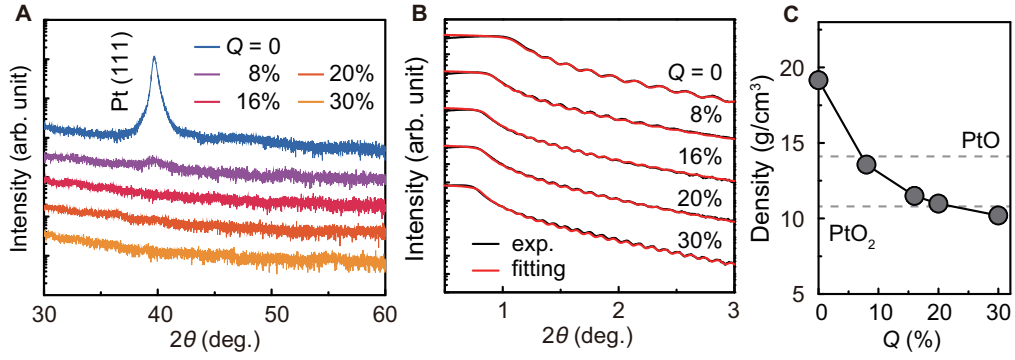 A
Intensity (arb. unit)
Pt (111)
Q = 0
8%
20%
16%
30%
30
40
50
60
2θ (deg.)
B
Intensity (arb. unit)
Q = 0
8%
16%
20%
30%
exp.
fitting
1
2
3
2θ (deg.)
C
Density (g/cm³)
25
20
15
10
5
PtO
PtO₂
0
10
20
30
Q (%)